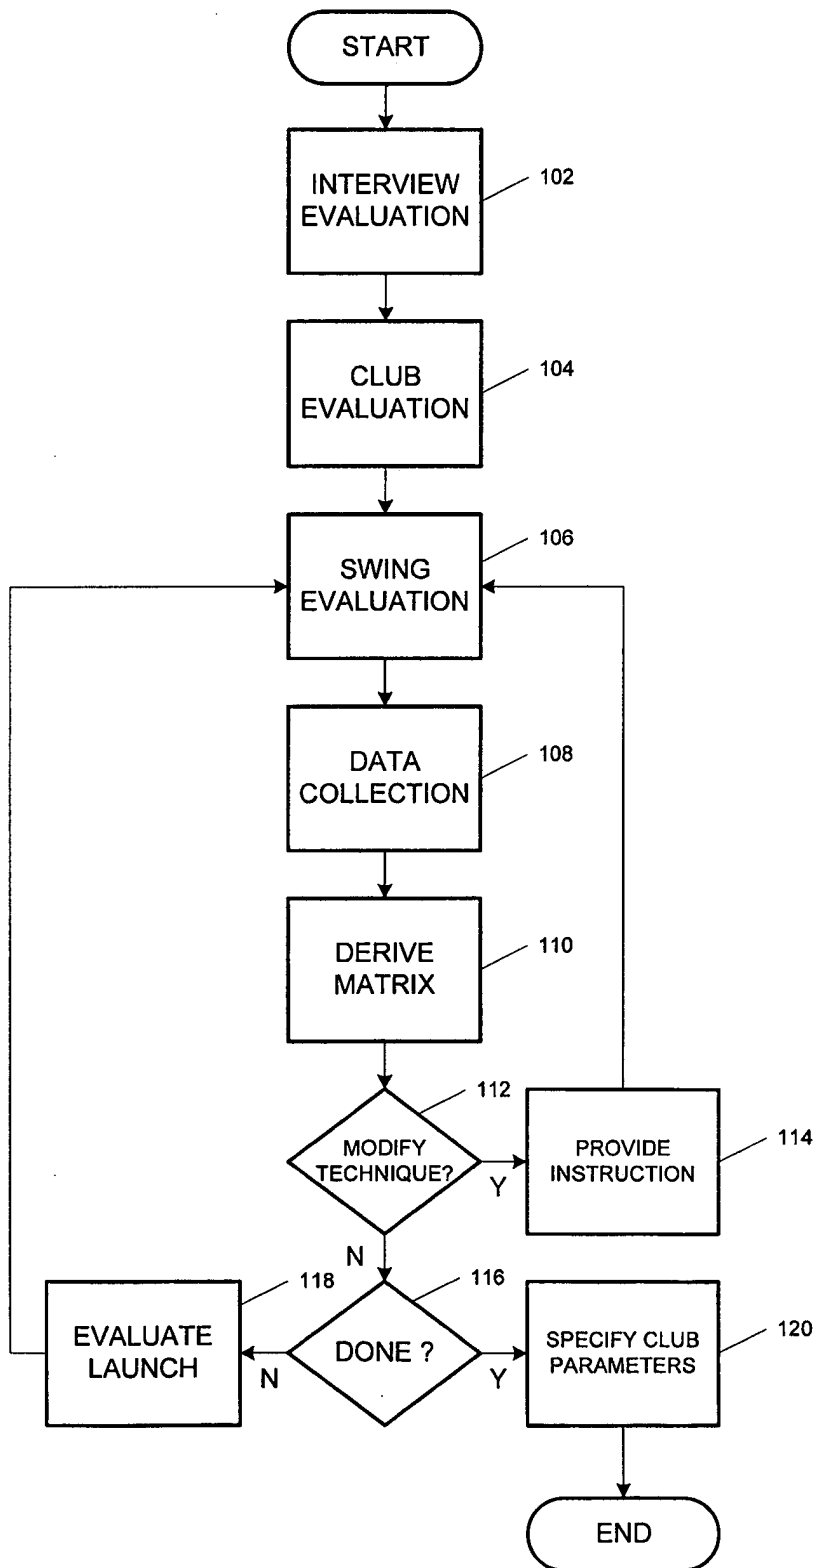 START
INTERVIEW
EVALUATION
102
CLUB
EVALUATION
104
SWING
EVALUATION
106
DATA
COLLECTION
108
DERIVE
MATRIX
110
MODIFY
TECHNIQUE?
112
Y
PROVIDE
INSTRUCTION
114
N
EVALUATE
LAUNCH
118
N
DONE ?
116
Y
SPECIFY CLUB
PARAMETERS
120
END